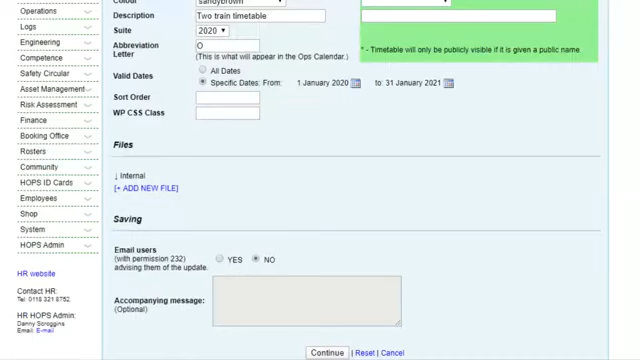 Operations
Logs
Engineering
Competence
Safety Circular
Asset Management
Risk Assessment
Finance
Booking Office
Rosters
Community
HOPS ID Cards
Employees
Shop
System
HOPS Admin
HR website
Contact HR:
Tel: 0118 321 8752
HR HOPS Admin:
Danny Scroggins
Email: E-mail
Colour sandybrown
Description Two train timetable
Suite 2020
Abbreviation Letter O
(This is what will appear in the Ops Calendar.)
* - Timetable will only be publicly visible if it is given a public name.
Valid Dates All Dates
Specific Dates: From: 1 January 2020 to: 31 January 2021
Sort Order
WP CSS Class
Files
↓ Internal
[+ ADD NEW FILE]
Saving
Email users
(with permission 232)
advising them of the update.
YES NO
Accompanying message:
(Optional)
Continue | Reset | Cancel